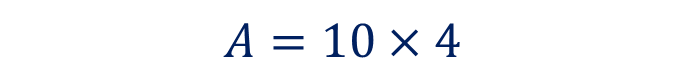 A = 10 × 4